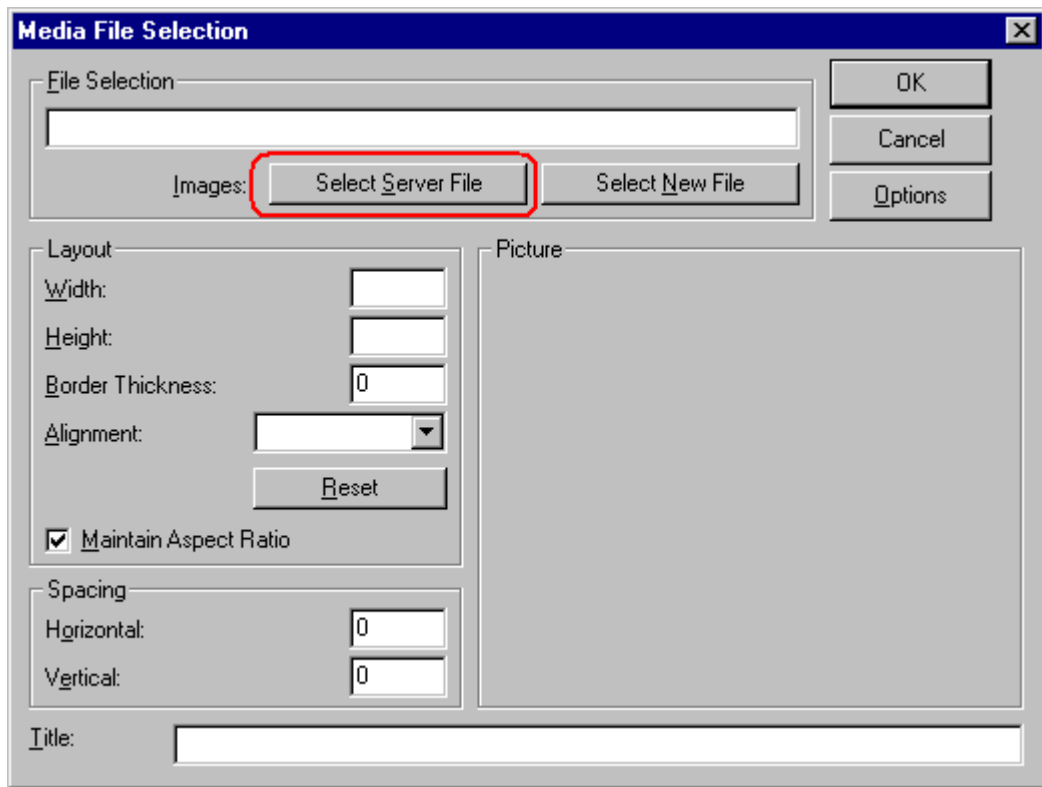 Media File Selection
File Selection
OK
Cancel
Images: Select Server File Select New File
Options
Layout
Width:
Height:
Border Thickness: 0
Alignment:
Reset
Maintain Aspect Ratio
Picture
Spacing
Horizontal: 0
Vertical: 0
Title: